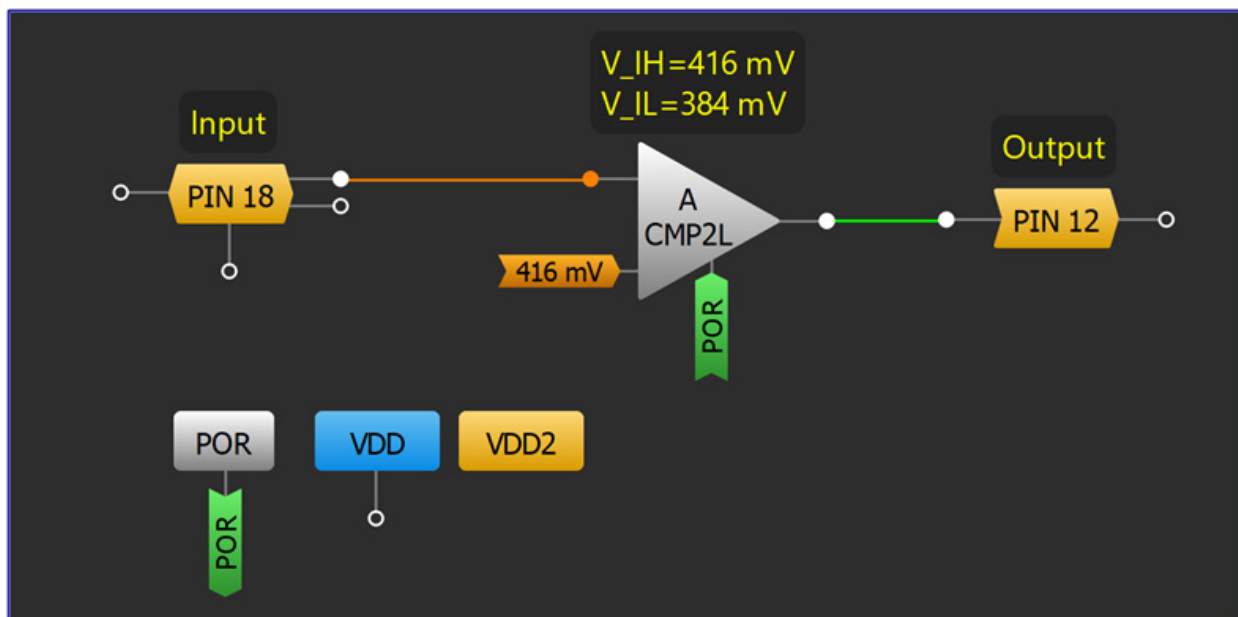 V_IH=416 mV
V_IL=384 mV
Input
Output
PIN 18
A
CMP2L
PIN 12
416 mV
POR
POR
VDD
VDD2
POR